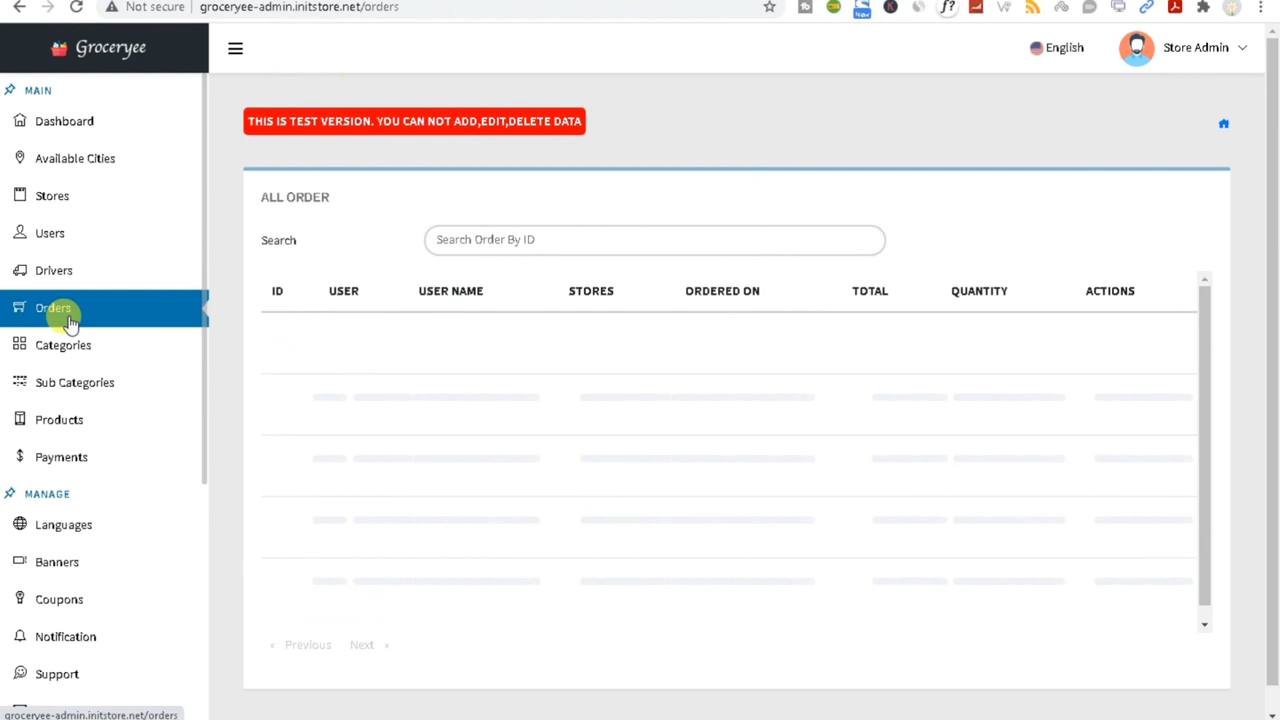 Not secure groceryee-admin.initstore.net/orders
Groceryee
English
Store Admin
MAIN
Dashboard
Available Cities
Stores
Users
Drivers
Orders
Categories
Sub Categories
Products
Payments
MANAGE
Languages
Banners
Coupons
Notification
Support
THIS IS TEST VERSION. YOU CAN NOT ADD,EDIT,DELETE DATA
ALL ORDER
Search
Search Order By ID
ID USER USER NAME STORES ORDERED ON TOTAL QUANTITY ACTIONS
« Previous Next »
groceryee-admin.initstore.net/orders